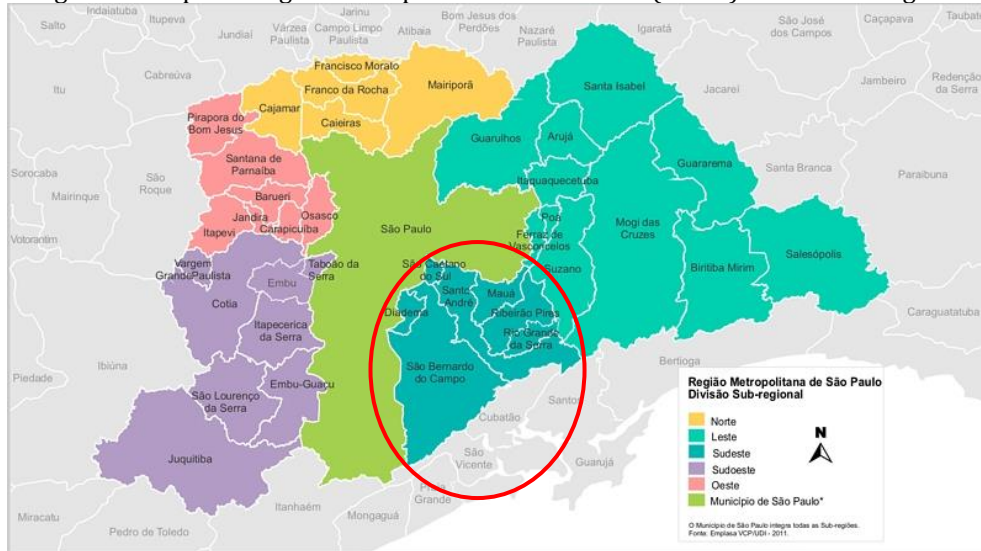 Indaiatuba
Itupeva
Jarinu
Bom Jesus dos
Perdões
Igaratá
São José
dos Campos
Caçapava
Taubaté
Salto
Jundiaí
Várzea
Paulista
Campo Limpo
Paulista
Atibaia
Nazaré
Paulista
Cabreúva
Francisco Morato
Franco da Rocha
Mairiporã
Santa Isabel
Jacareí
Jambeiro
Redenção
da Serra
Itu
Cajamar
Caieiras
Pirapora do
Bom Jesus
Guarulhos
Arujá
Guararema
Santa Branca
Paraibuna
Sorocaba
Mairinque
São
Roque
Santana de
Parnaíba
Itaquaquecetuba
Barueri
Jandira
Osasco
Carapicuíba
Itapevi
Votorantim
São Paulo
Poá
Ferraz de
Vasconcelos
Mogi das
Cruzes
Salesópolis
Biritiba Mirim
Suzano
Vargem
GrandePaulista
Taboão da
Serra
São Caetano
do Sul
Embu
Cotia
Santo
André
Mauá
Diadema
Ribeirão Pires
Itapecerica
da Serra
Rio Grande
da Serra
Caraguatatuba
Ibiúna
Piedade
São Bernardo
do Campo
Bertioga
Embu-Guaçu
São Lourenço
da Serra
Santos
Cubatão
São
Vicente
Guarujá
Juquitiba
Praia
Grande
Itanhaém
Mongaguá
Miracatu
Pedro de Toledo
Região Metropolitana de São Paulo
Divisão Sub-regional
Norte
Leste
Sudeste
Sudoeste
Oeste
Município de São Paulo*
N
O Município de São Paulo integra todas as Sub-regiões.
Fonte: Emplasa VCP/UDI - 2011.